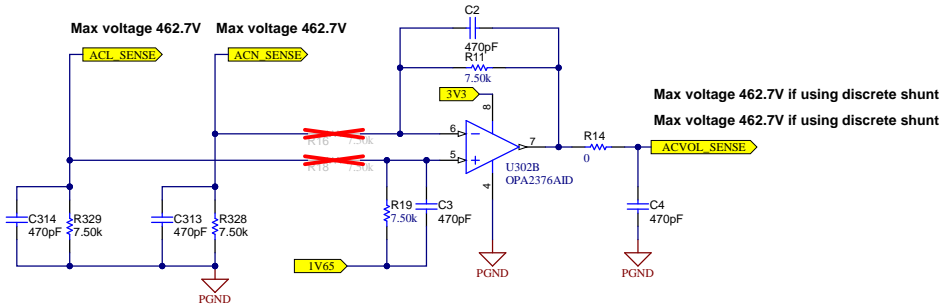 Max voltage 462.7V Max voltage 462.7V
ACL_SENSE
ACN_SENSE
C2
470pF
R11
7.50k
3V3
8
Max voltage 462.7V if using discrete shunt
Max voltage 462.7V if using discrete shunt
R16 7.50k
6
7
R14
0
ACVOL_SENSE
R18 7.50k
5
U302B
OPA2376AID
4
C314
470pF
R329
7.50k
C313
470pF
R328
7.50k
R19
7.50k
C3
470pF
C4
470pF
1V65
PGND
PGND
PGND